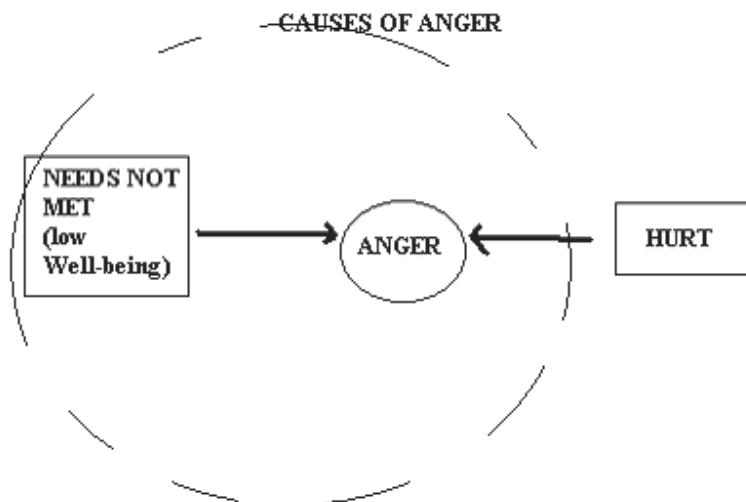 CAUSES OF ANGER
NEEDS NOT
MET
(low
Well-being)
ANGER
HURT